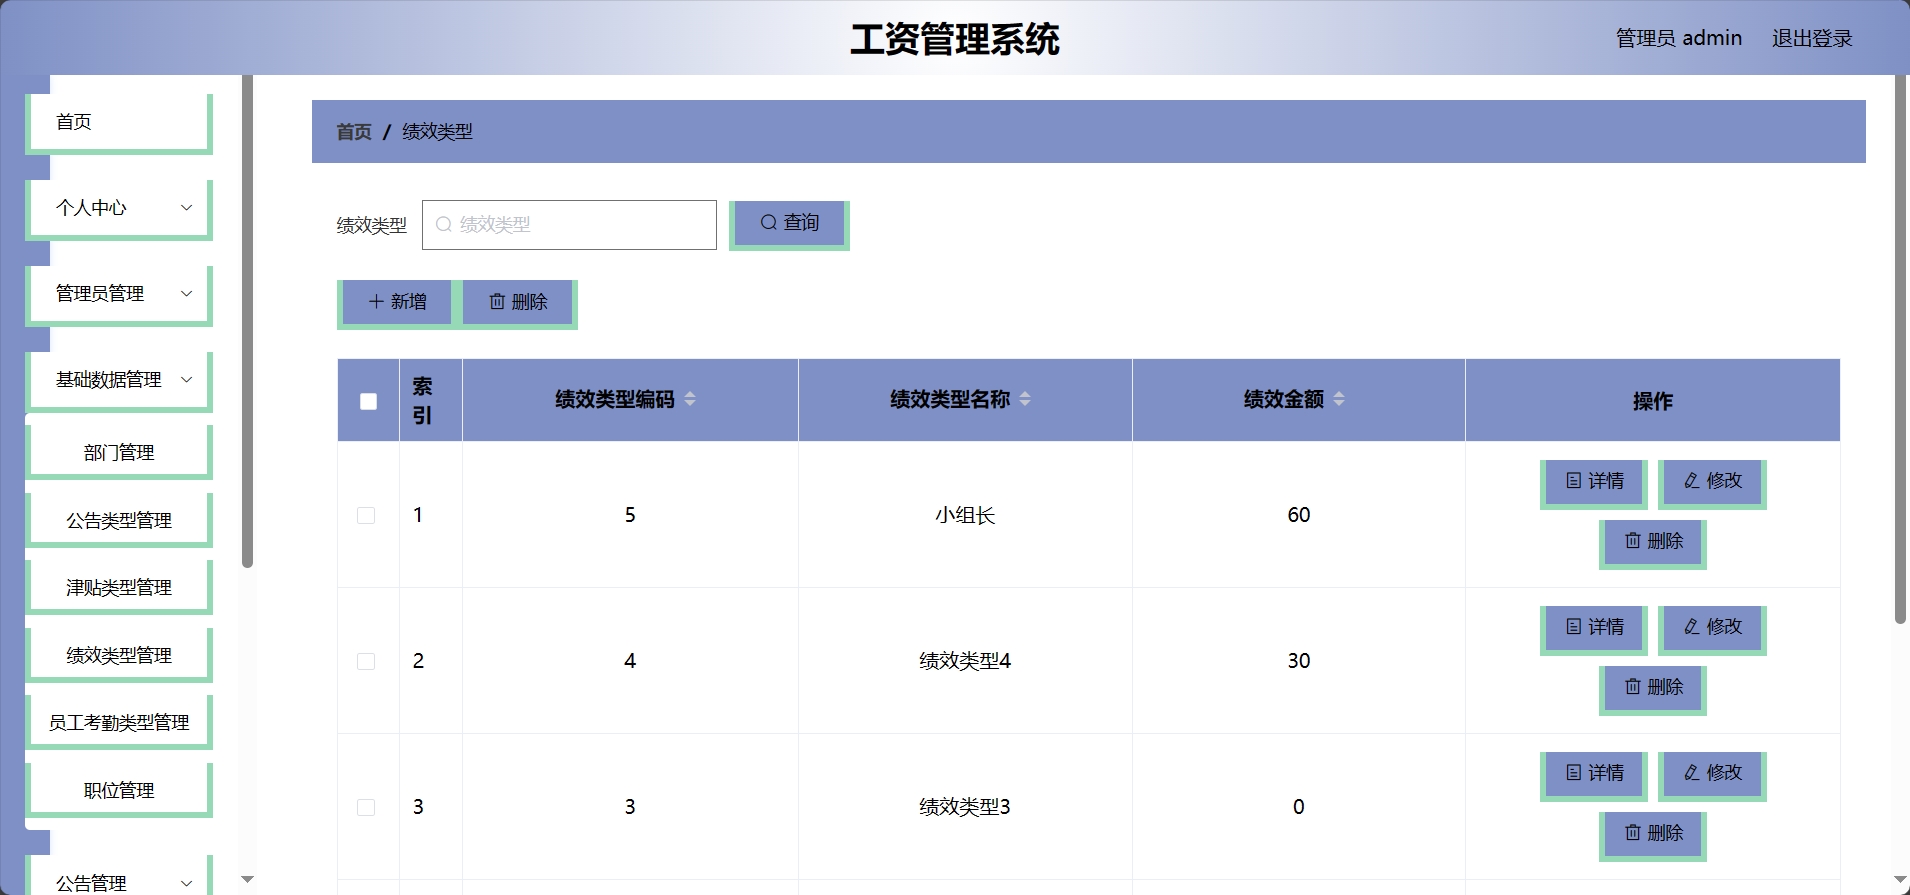 工资管理系统
管理员 admin
退出登录
首页
个人中心
管理员管理
基础数据管理
部门管理
公告类型管理
津贴类型管理
绩效类型管理
员工考勤类型管理
职位管理
公告管理
首页 / 绩效类型
绩效类型
绩效类型
查询
新增
删除
索引
绩效类型编码
绩效类型名称
绩效金额
操作
1
5
小组长
60
详情
修改
删除
2
4
绩效类型4
30
详情
修改
删除
3
3
绩效类型3
0
详情
修改
删除